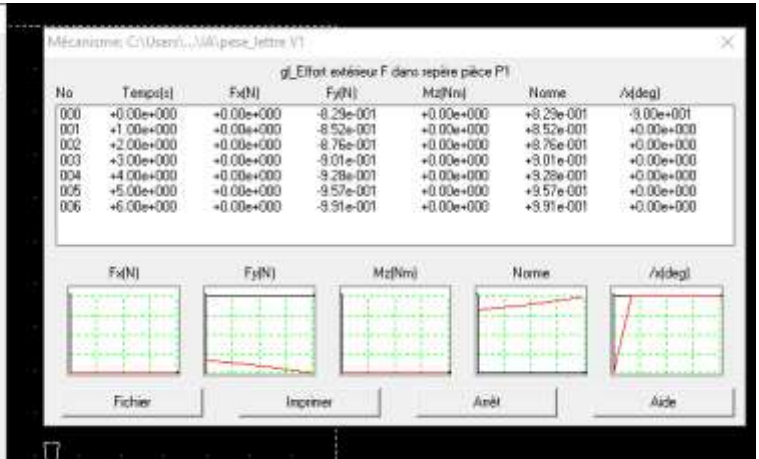 Mécanisme: C:\Users\...\IA\pese_lettre V1
gl_Effort extérieur F dans repère pièce P1
No Temps(s) Fx(N) Fy(N) Mz(Nm) Norme /x(deg)
000 +0.00e+000 +0.00e+000 -8.29e-001 +0.00e+000 +8.29e-001 -9.00e+001
001 +1.00e+000 +0.00e+000 -8.52e-001 +0.00e+000 +8.52e-001 +0.00e+000
002 +2.00e+000 +0.00e+000 -8.76e-001 +0.00e+000 +8.76e-001 +0.00e+000
003 +3.00e+000 +0.00e+000 -9.01e-001 +0.00e+000 +9.01e-001 +0.00e+000
004 +4.00e+000 +0.00e+000 -9.28e-001 +0.00e+000 +9.28e-001 +0.00e+000
005 +5.00e+000 +0.00e+000 -9.57e-001 +0.00e+000 +9.57e-001 +0.00e+000
006 +6.00e+000 +0.00e+000 -9.91e-001 +0.00e+000 +9.91e-001 +0.00e+000
Fx(N) Fy(N) Mz(Nm) Norme /x(deg)
Fichier Imprimer Arrêt Aide